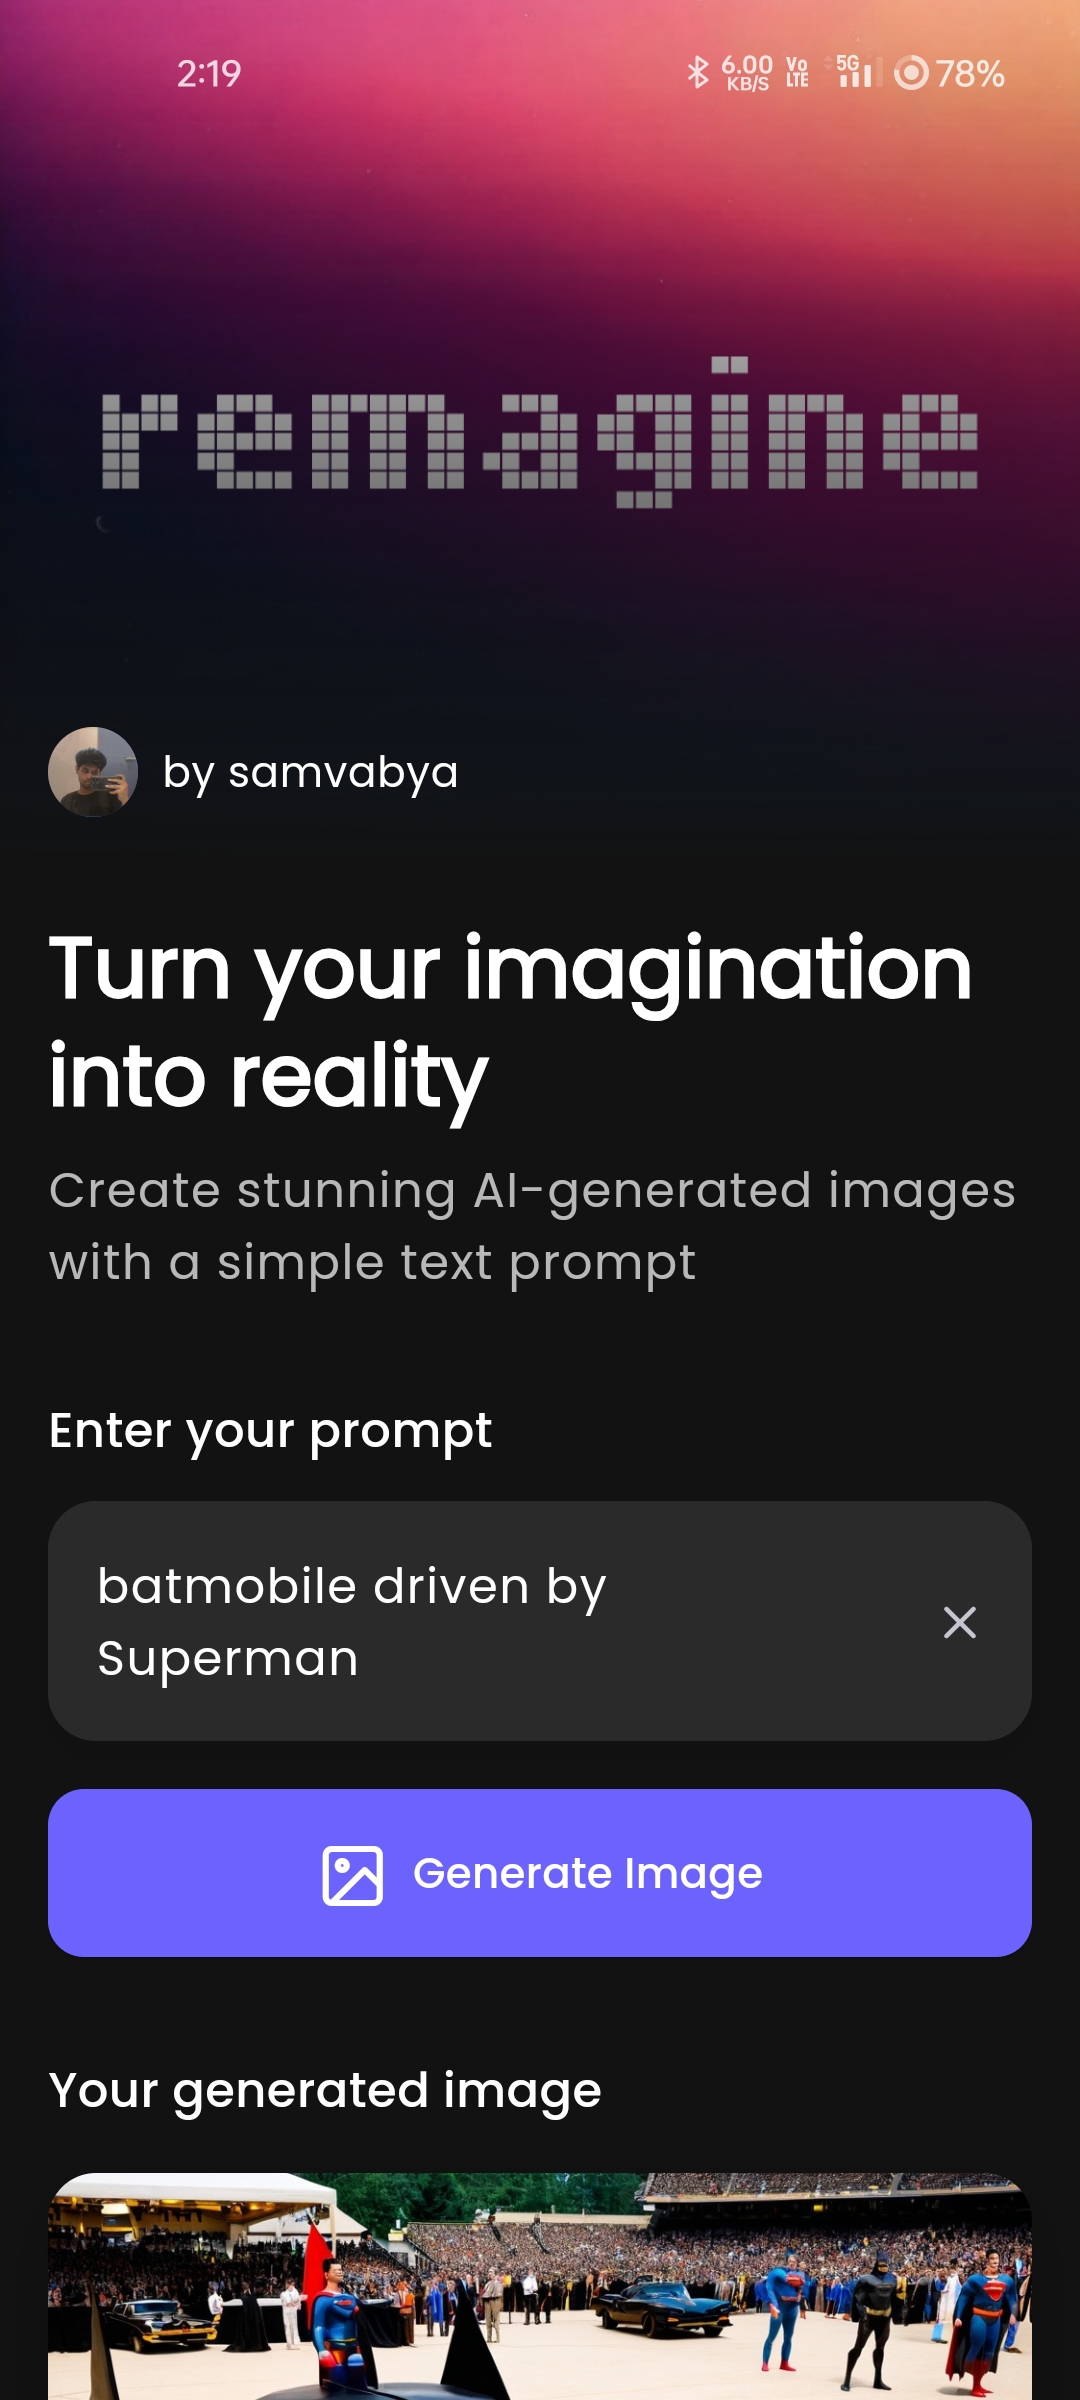 2:19 6.00 KB/S Vo LTE 5G 78%
remagine
by samvabya
Turn your imagination
into reality
Create stunning AI-generated images
with a simple text prompt
Enter your prompt
batmobile driven by
Superman
Generate Image
Your generated image